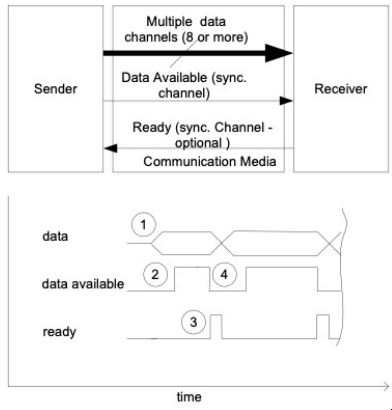 Multiple data
channels (8 or more)
Sender
Data Available (sync.
channel)
Receiver
Ready (sync. Channel -
optional )
Communication Media
1
data
2
4
data available
3
ready
time